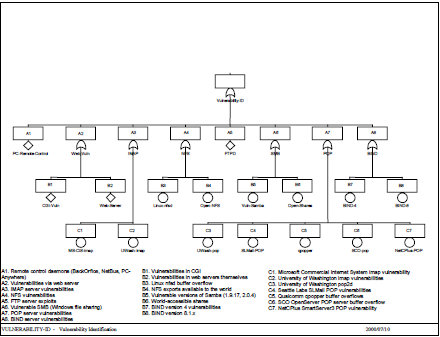 Vulnerability-ID
A1 A2 A3 A4 A5 A6 A7 A8
PC-Remote Control Web Vuln IMAP NFS FTPD SMB POP BIND
B1 B2 B3 B4 B5 B6 B7 B8
CGI-Vuln Web-Server Linux-nfsd Open-NFS Vuln-Samba Open-Shares BIND-4 BIND-8
C1 C2 C3 C4 C5 C6 C7
MS-CIS imap UWash-imap UWash-pop SLMail-POP qpopper SCO-pop NetCPlus-POP
A1. Remote control daemons (BackOrfice, NetBus, PC-
Anywhere)
A2. Vulnerabilities via web server
A3. IMAP server vulnerabilities
A4. NFS vulnerabilities
A5. FTP server exploits
A6. Vulnerable SMB (Windows file sharing)
A7. POP server vulnerabilities
A8. BIND server vulnerabilities
B1. Vulnerabilities in CGI
B2. Vulnerabilities in web servers themselves
B3. Linux nfsd buffer overflow
B4. NFS exports available to the world
B5. Vulnerable versions of Samba (1.9.17, 2.0.4)
B6. World-accessible shares
B7. BIND version 4 vulnerabilities
B8. BIND version 8.1.x
C1. Microsoft Commercial Internet System imap vulnerability
C2. University of Washington imap vulnerabilities
C3. University of Washington pop2d
C4. Seattle Labs SLMail POP vulnerabilities
C5. Qualcomm qpopper buffer overflows
C6. SCO OpenServer POP server buffer overflow
C7. NetCPlus SmartServer3 POP vulnerability
VULNERABILITY-ID - Vulnerability Identification
2000/07/10